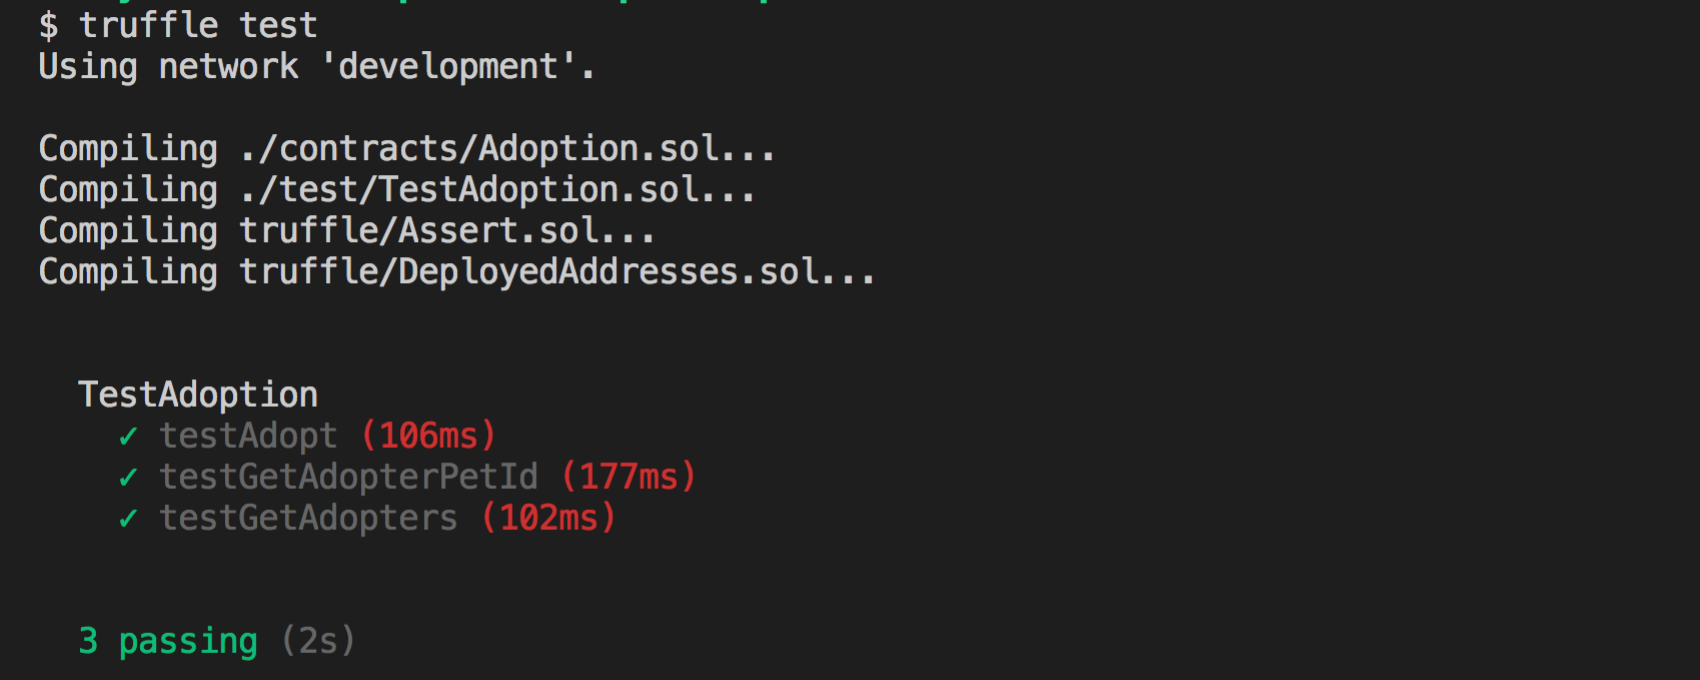 $ truffle test
Using network 'development'.
Compiling ./contracts/Adoption.sol...
Compiling ./test/TestAdoption.sol...
Compiling truffle/Assert.sol...
Compiling truffle/DeployedAddresses.sol...
TestAdoption
✓ testAdopt (106ms)
✓ testGetAdopterPetId (177ms)
✓ testGetAdopters (102ms)
3 passing (2s)